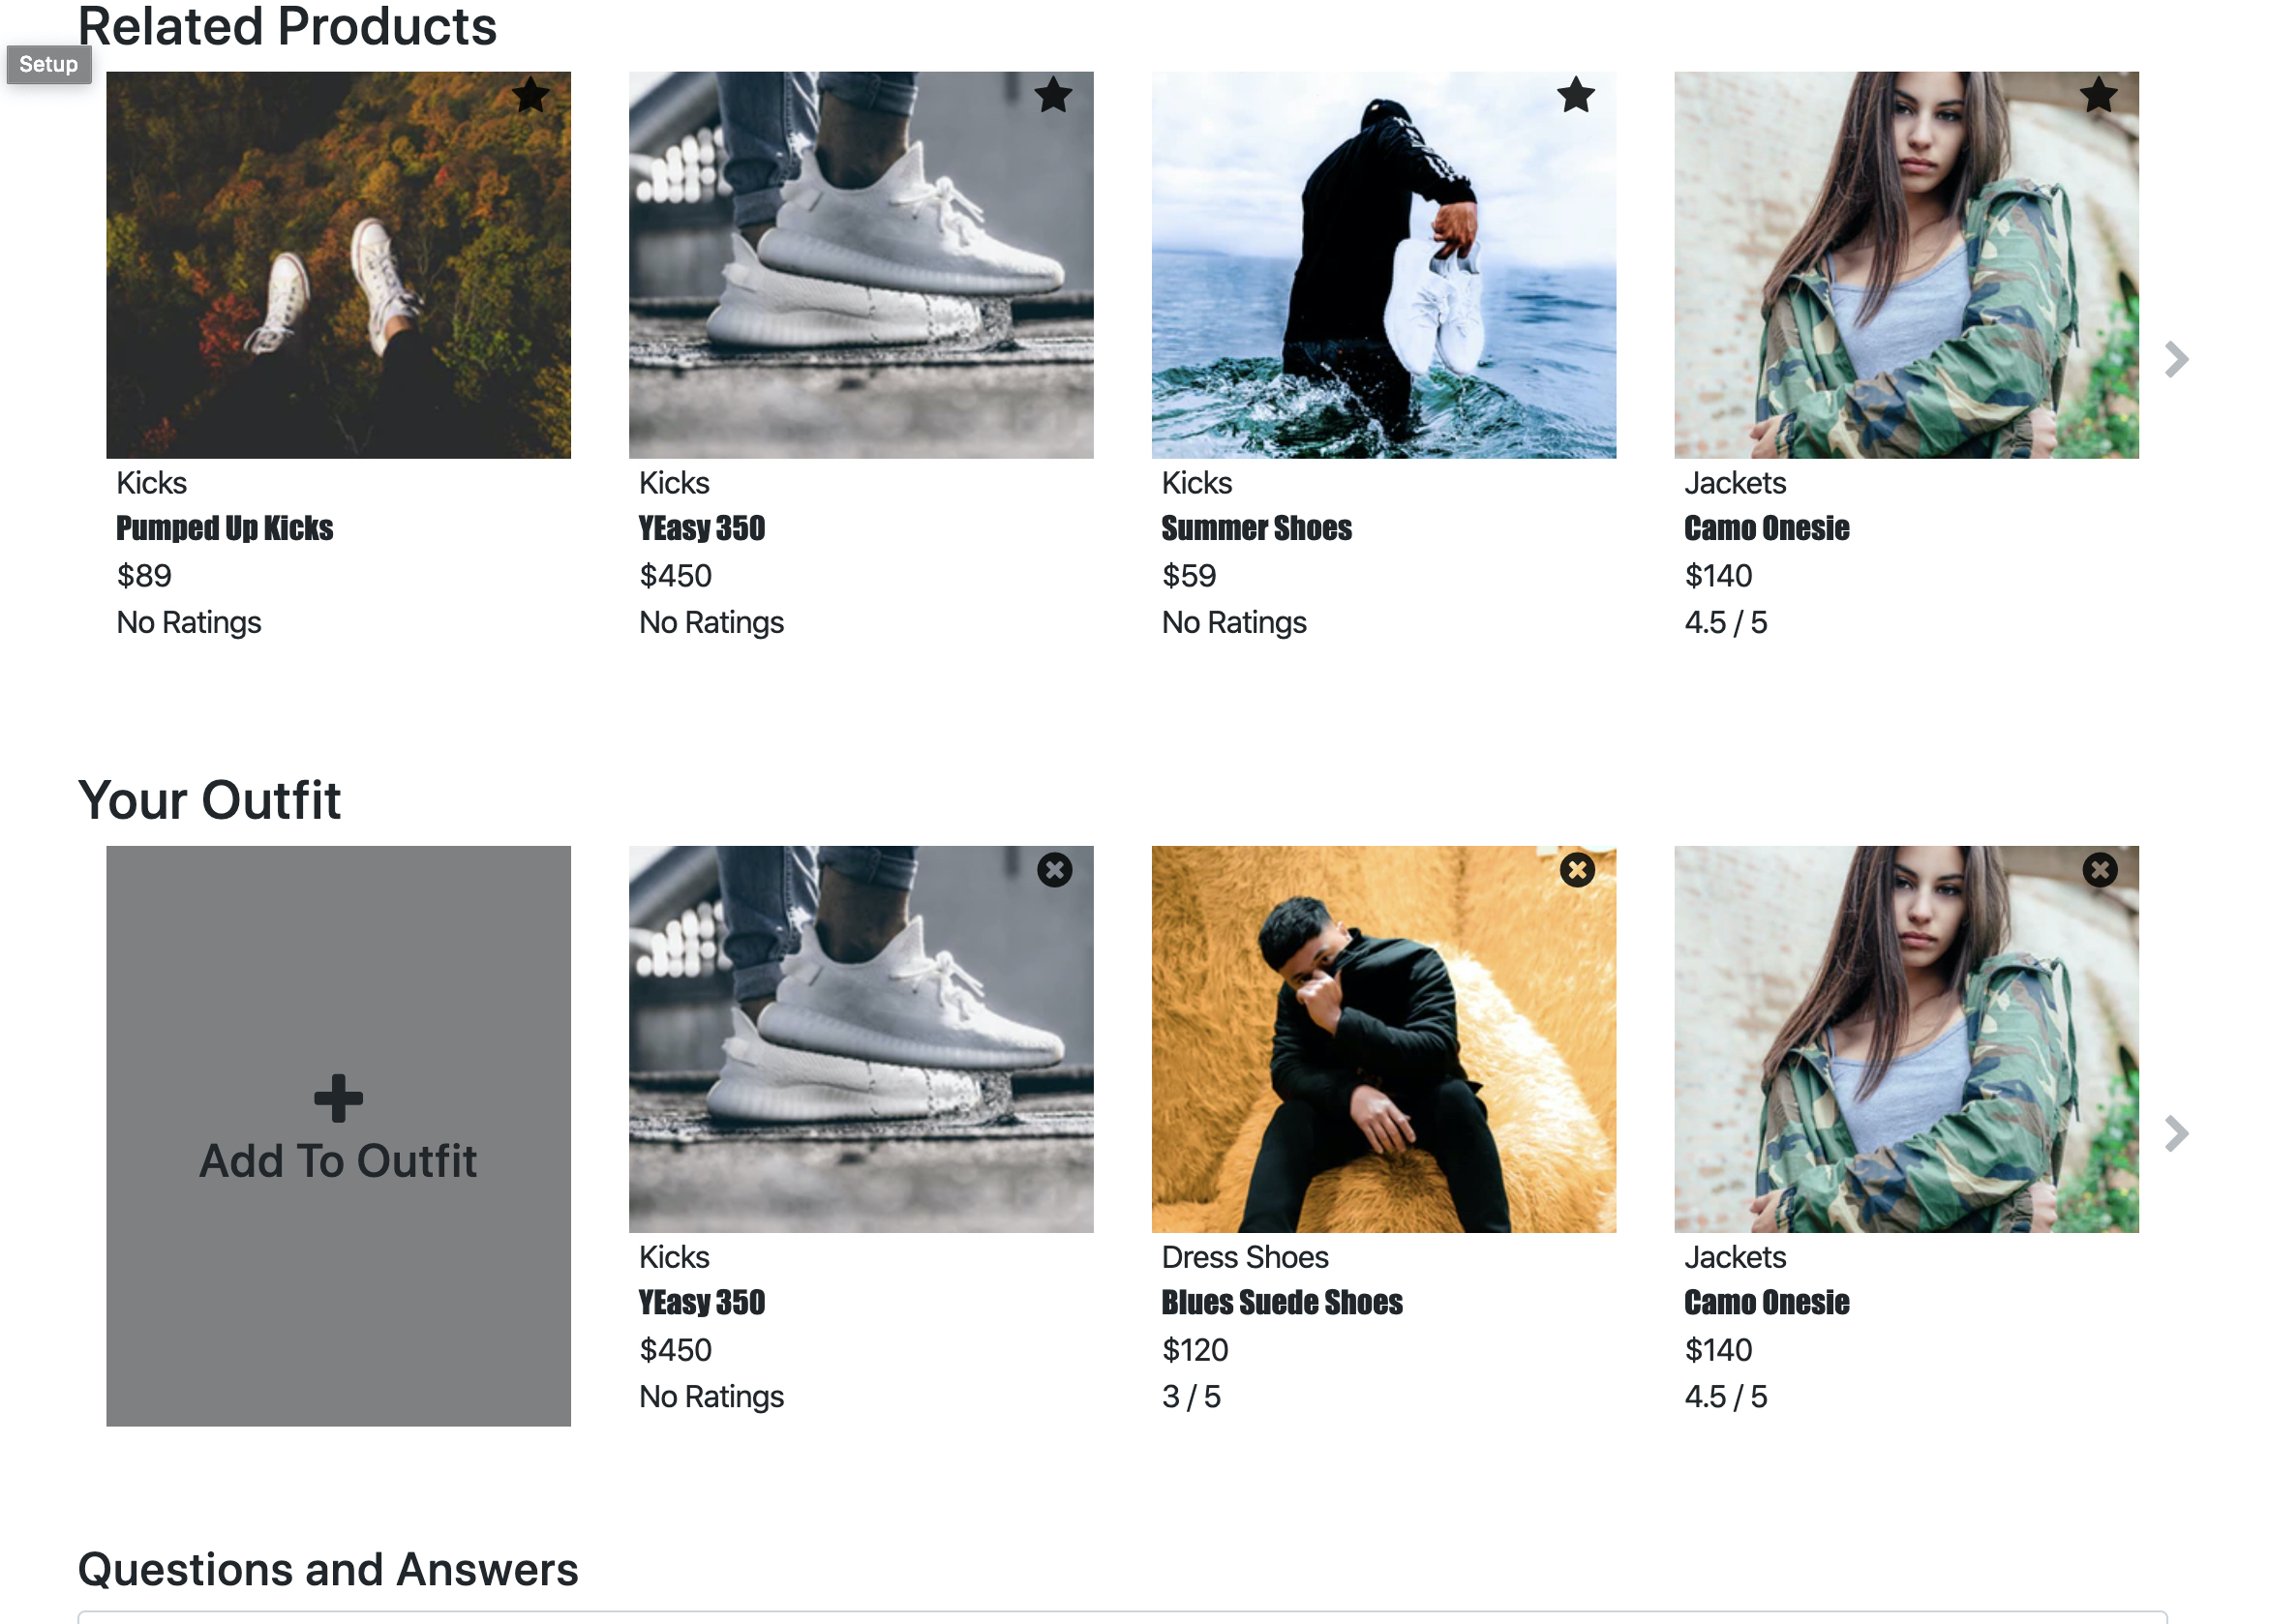 Related Products
Setup
Kicks
Pumped Up Kicks
$89
No Ratings
Kicks
YEasy 350
$450
No Ratings
Kicks
Summer Shoes
$59
No Ratings
Jackets
Camo Onesie
$140
4.5 / 5
Your Outfit
Add To Outfit
Kicks
YEasy 350
$450
No Ratings
Dress Shoes
Blues Suede Shoes
$120
3 / 5
Jackets
Camo Onesie
$140
4.5 / 5
Questions and Answers